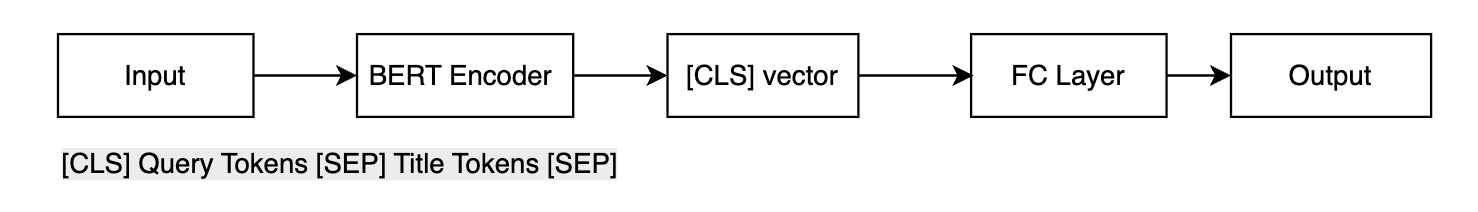 Input
BERT Encoder
[CLS] vector
FC Layer
Output
[CLS] Query Tokens [SEP] Title Tokens [SEP]